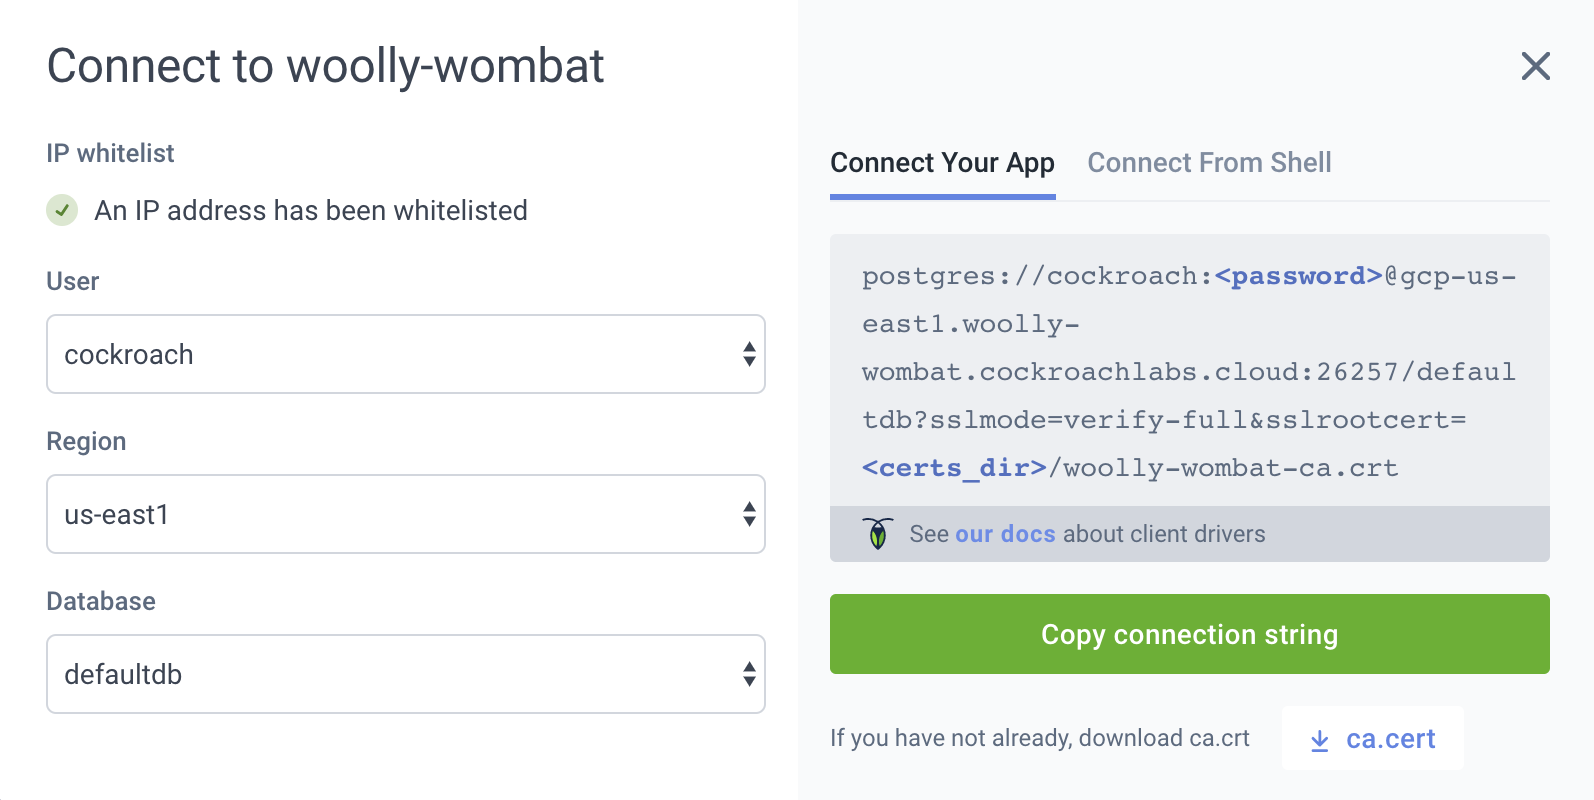 Connect to woolly-wombat
IP whitelist
An IP address has been whitelisted
User
cockroach
Region
us-east1
Database
defaultdb
Connect Your App
Connect From Shell
postgres://cockroach:<password>@gcp-us-
east1.woolly-
wombat.cockroachlabs.cloud:26257/defaul
tdb?sslmode=verify-full&sslrootcert=
<certs_dir>/woolly-wombat-ca.crt
See our docs about client drivers
Copy connection string
If you have not already, download ca.crt
ca.cert